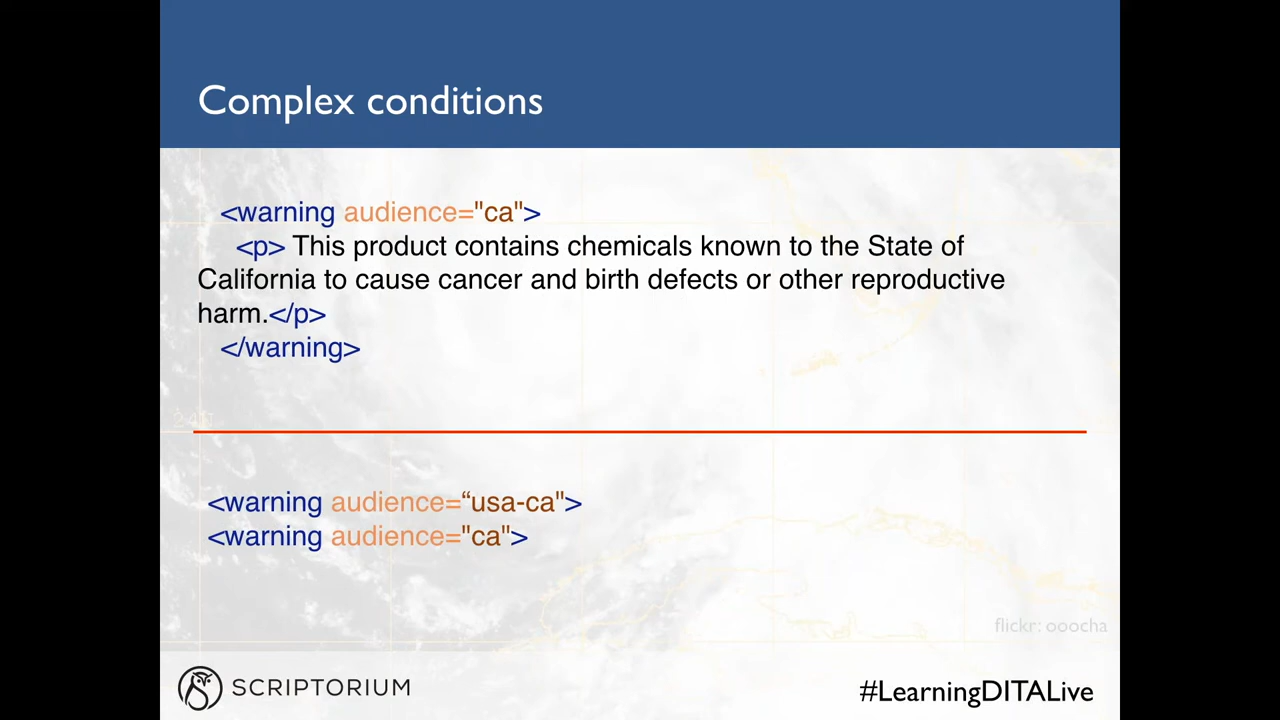 Complex conditions
<warning audience="ca">
<p> This product contains chemicals known to the State of
California to cause cancer and birth defects or other reproductive
harm.</p>
</warning>
<warning audience=“usa-ca">
<warning audience="ca">
flickr: ooocha
SCRIPTORIUM
#LearningDITALive